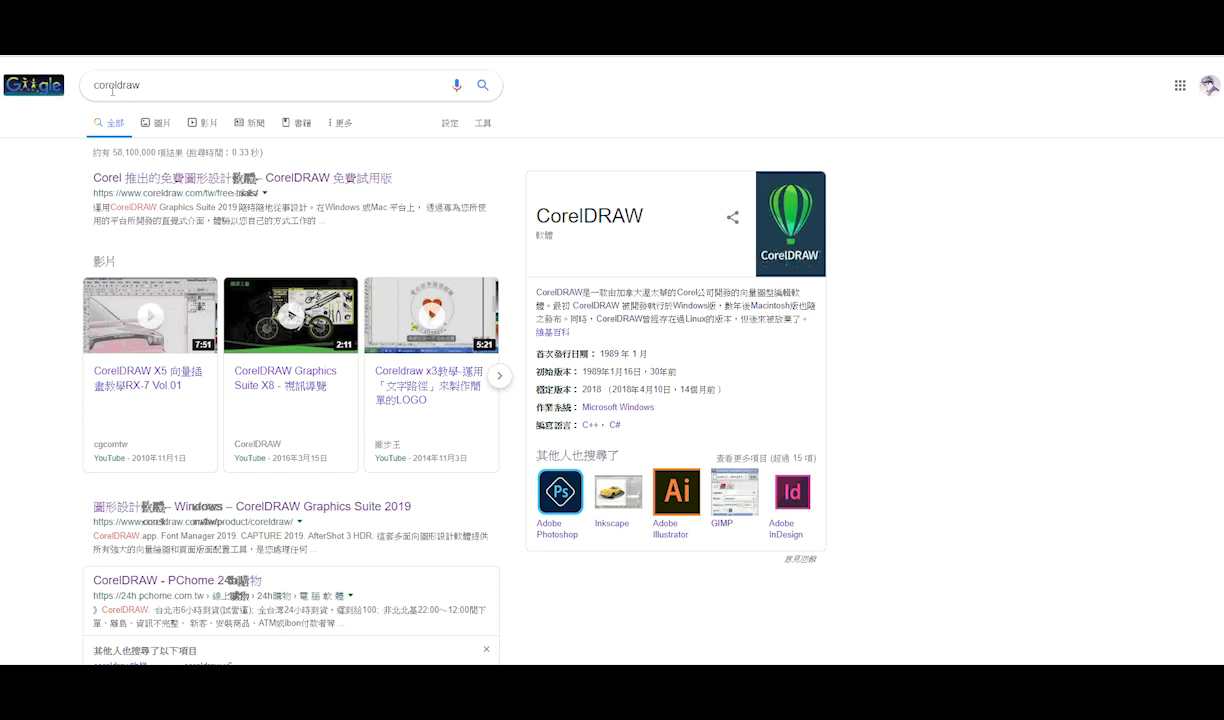 Google
coreldraw
全部 圖片 影片 新聞 書籍 更多 設定 工具
約有 58,100,000 項結果 (搜尋時間：0.33 秒)
Corel 推出的免費圖形設計軟體 – CorelDRAW 免費試用版
https://www.coreldraw.com/tw/free-trials/
運用CorelDRAW Graphics Suite 2019 隨時隨地從事設計。在Windows 或Mac 平台上， 透過專為您所使
用的平台所開發的直覺式介面，體驗以您自己的方式工作的 ...
影片
7:51
2:11
5:21
CorelDRAW X5 向量插
畫教學RX-7 Vol.01
cgcomtw
YouTube - 2010年11月1日
CorelDRAW Graphics
Suite X8 - 視訊導覽
CorelDRAW
YouTube - 2016年3月15日
Coreldraw x3教學-運用
「文字路徑」來製作簡
單的LOGO
撇步王
YouTube - 2014年11月3日
圖形設計軟體 – Windows – CorelDRAW Graphics Suite 2019
https://www.coreldraw.com/tw/product/coreldraw/
CorelDRAW.app. Font Manager 2019. CAPTURE 2019. AfterShot 3 HDR. 這套多面向圖形設計軟體提供
所有強大的向量繪圖和頁面版面配置工具，是您處理任何 ...
CorelDRAW - PChome 24h購物
https://24h.pchome.com.tw › 線上購物 › 24h購物 › 電 腦 軟 體
》CorelDRAW. 台北市6小時到貨(試營運); 全台灣24小時到貨，遲到給100; 非北北基22:00～12:00間下
單、離島、資訊不完整、 新客、安裝商品、ATM或ibon付款者等 ...
其他人也搜尋了以下項目
CorelDRAW
軟體
CorelDRAW
CorelDRAW是一款由加拿大渥太華的Corel公司開發的向量圖型編輯軟
體。最初 CorelDRAW 被開發執行於Windows版，數年後Macintosh版也隨
之發布。同時，CorelDRAW曾經存在過Linux的版本，但後來被放棄了。
維基百科
首次發行日期： 1989 年 1 月
初始版本： 1989年1月16日，30年前
穩定版本： 2018 （2018年4月10日，14個月前）
作業系統： Microsoft Windows
編寫語言： C++， C#
其他人也搜尋了 查看更多項目 (超過 15 項)
Ps
Ai
Id
Adobe
Photoshop
Inkscape
Adobe
Illustrator
GIMP
Adobe
InDesign
意見回饋